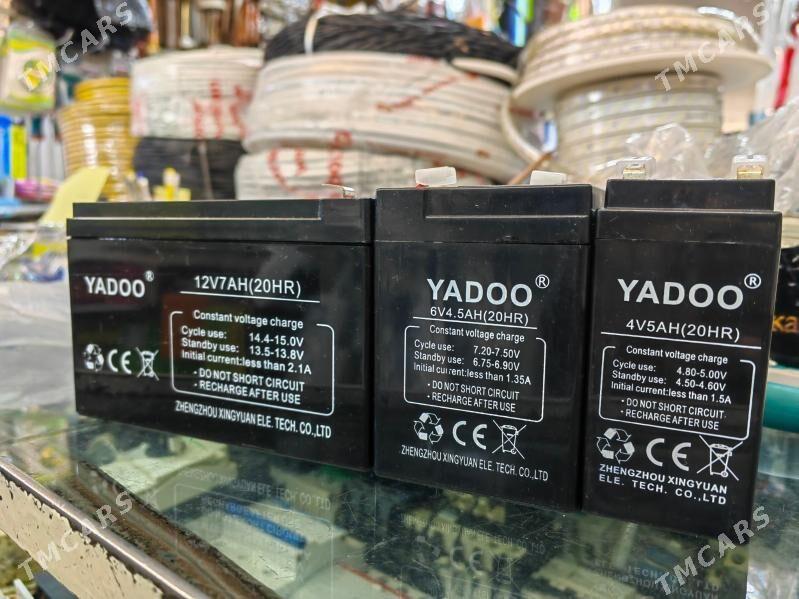 YADOO®
12V7AH(20HR)
Constant voltage charge
Cycle use: 14.4-15.0V
Standby use: 13.5-13.8V
Initial current:less than 2.1A
• DO NOT SHORT CIRCUIT
• RECHARGE AFTER USE
CE
ZHENGZHOU XINGYUAN ELE. TECH. CO.,LTD
YADOO®
6V4.5AH(20HR)
Constant voltage charge
Cycle use: 7.20-7.50V
Standby use: 6.75-6.90V
Initial current:less than 1.35A
• DO NOT SHORT CIRCUIT
• RECHARGE AFTER USE
CE
ZHENGZHOU XINGYUAN ELE. TECH. CO.,LTD
YADOO®
4V5AH(20HR)
Constant voltage charge
Cycle use: 4.80-5.00V
Standby use: 4.50-4.60V
Initial current:less than 1.5A
• DO NOT SHORT CIRCUIT
• RECHARGE AFTER USE
CE
ZHENGZHOU XINGYUAN
ELE. TECH. CO.,LTD
TMCARS
TMCARS
TMCARS
TMCARS
TMCARS
TMCARS